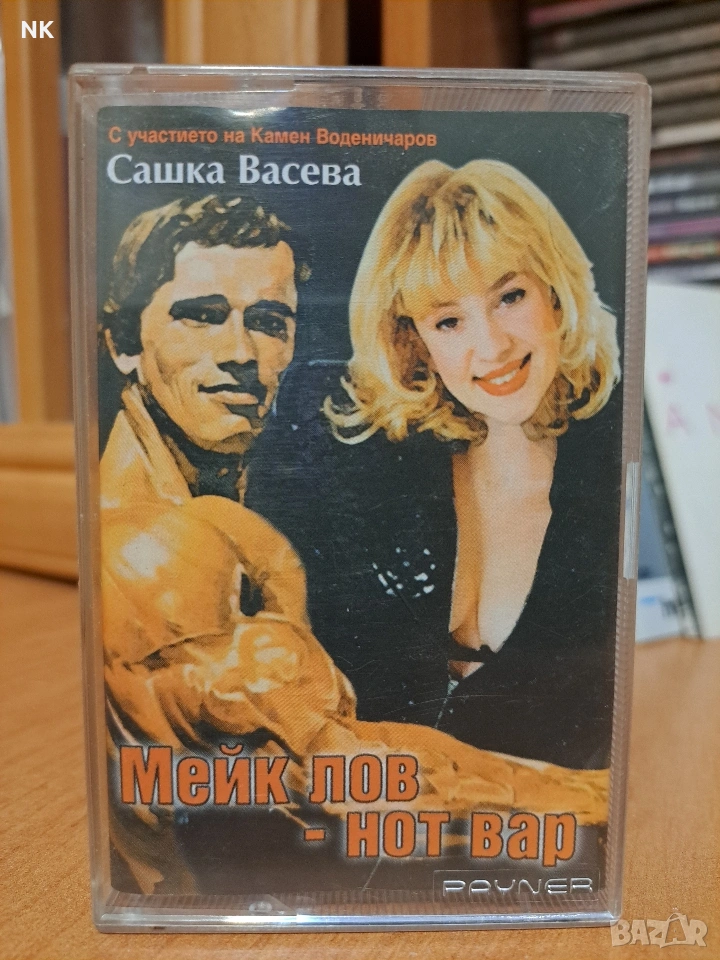 NK
С участието на Камен Воденичаров
Сашка Васева
Мейк лов
- нот вар
PAYNER
BAZAR